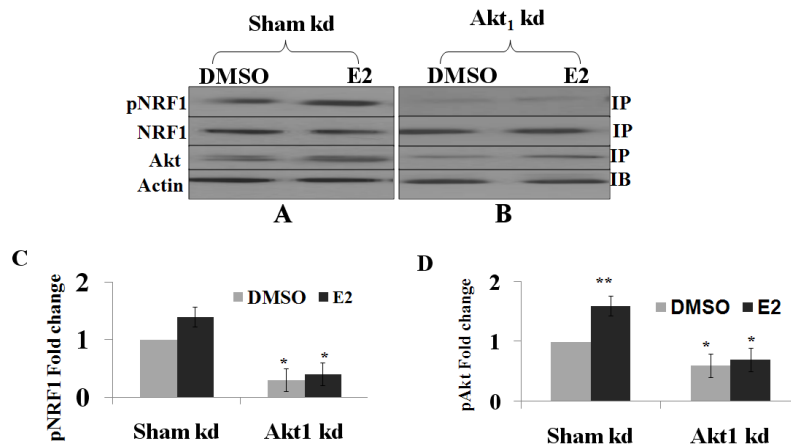 Sham kd
Akt1 kd
DMSO E2 DMSO E2
pNRF1 IP
NRF1 IP
Akt IP
Actin IB
A B
C
pNRF1 Fold change
2
1
0
DMSO E2
* *
Sham kd Akt1 kd
D
pAkt Fold change
2
1
0
DMSO E2
**
* *
Sham kd Akt1 kd